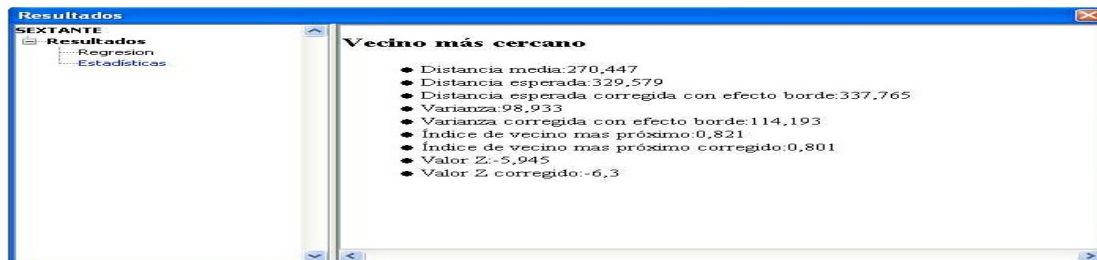 Resultados
SEXTANTE
Resultados
Regresion
Estadísticas
Vecino más cercano
Distancia media:270,447
Distancia esperada:329,579
Distancia esperada corregida con efecto borde:337,765
Varianza:98,933
Varianza corregida con efecto borde:114,193
Índice de vecino mas próximo:0,821
Índice de vecino mas próximo corregido:0,801
Valor Z:-5,945
Valor Z corregido:-6,3